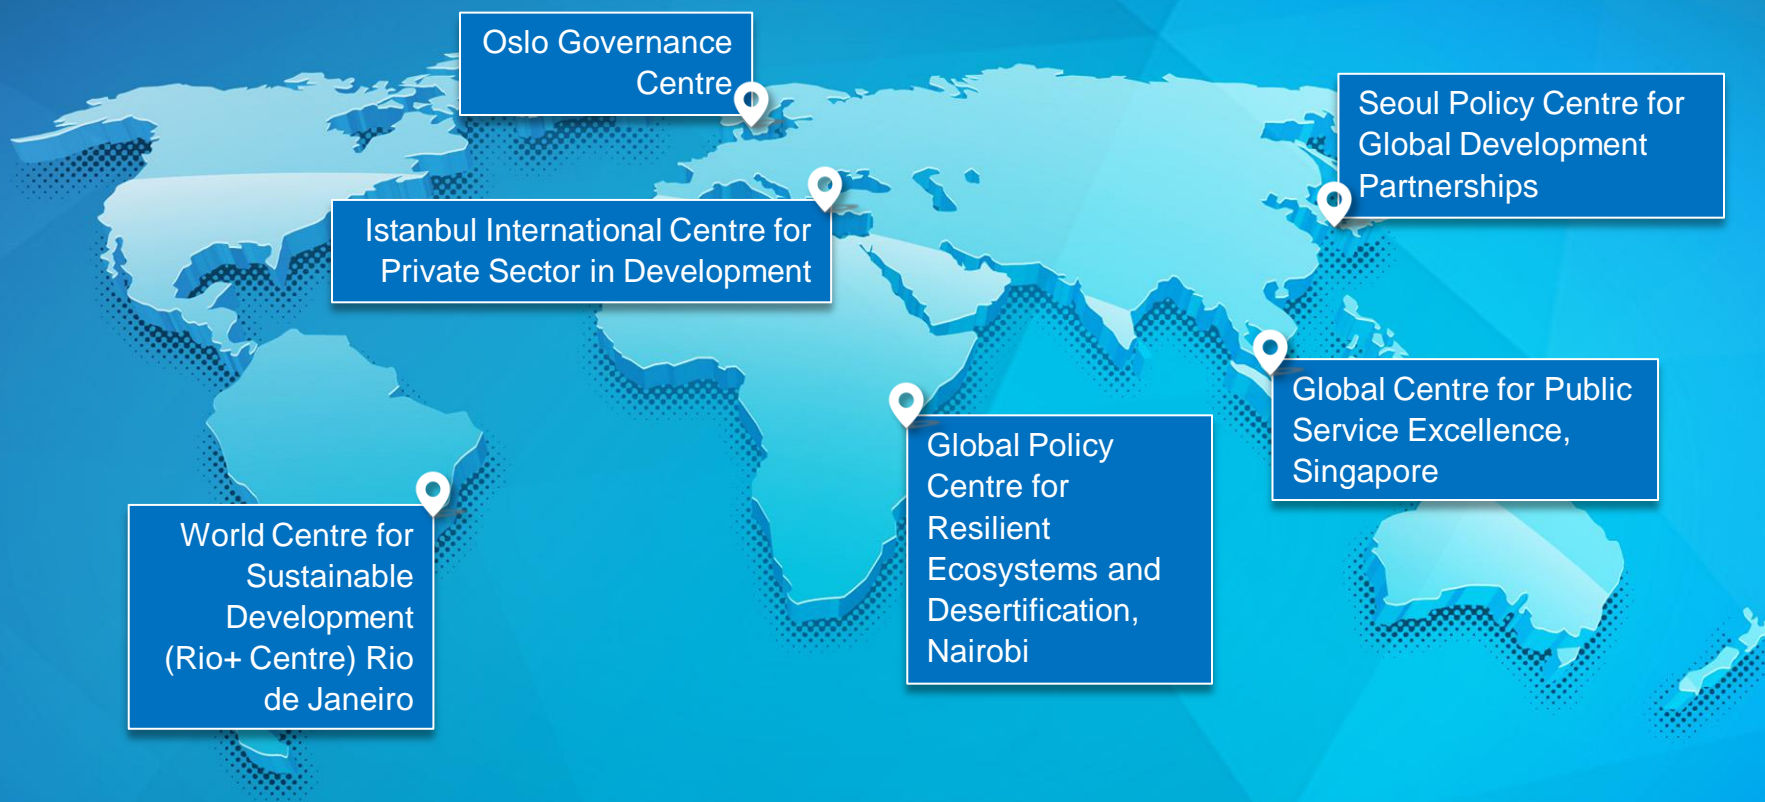 Oslo Governance
Centre
Seoul Policy Centre for
Global Development
Partnerships
Istanbul International Centre for
Private Sector in Development
Global Centre for Public
Service Excellence,
Singapore
Global Policy
Centre for
Resilient
Ecosystems and
Desertification,
Nairobi
World Centre for
Sustainable
Development
(Rio+ Centre) Rio
de Janeiro